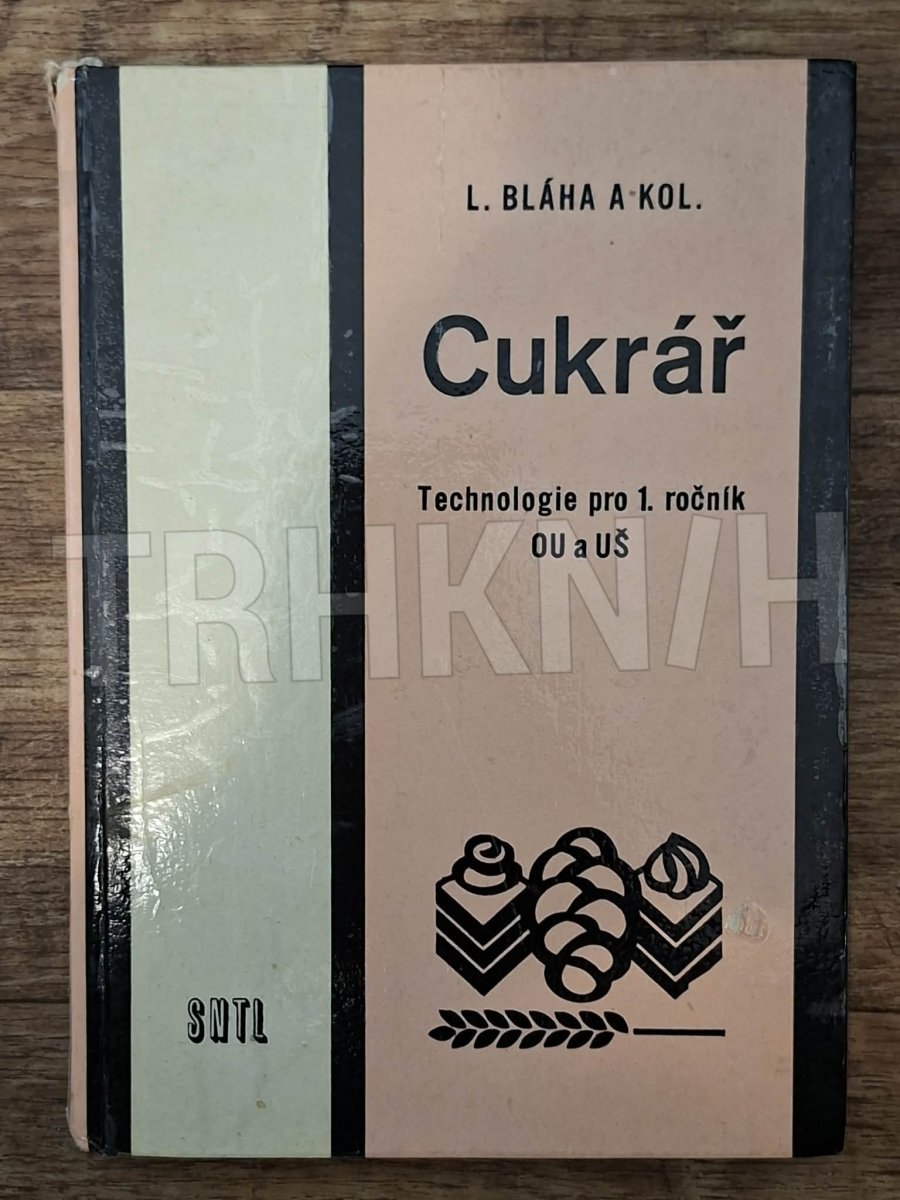 L. BLÁHA A KOL.
Cukrář
Technologie pro 1. ročník
OU a UŠ
TRHKNIH
SNTL